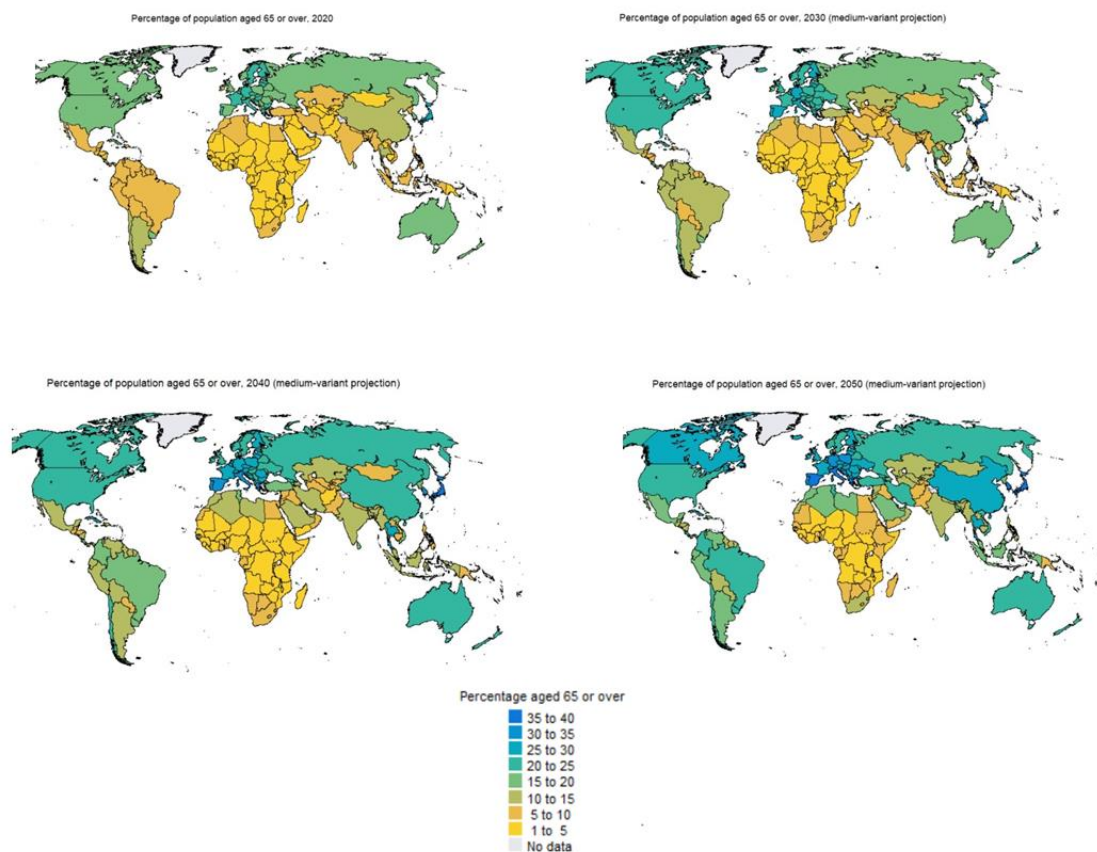 Percentage of population aged 65 or over, 2020
Percentage of population aged 65 or over, 2030 (medium-variant projection)
Percentage of population aged 65 or over, 2040 (medium-variant projection)
Percentage of population aged 65 or over, 2050 (medium-variant projection)
Percentage aged 65 or over
35 to 40
30 to 35
25 to 30
20 to 25
15 to 20
10 to 15
5 to 10
1 to 5
No data